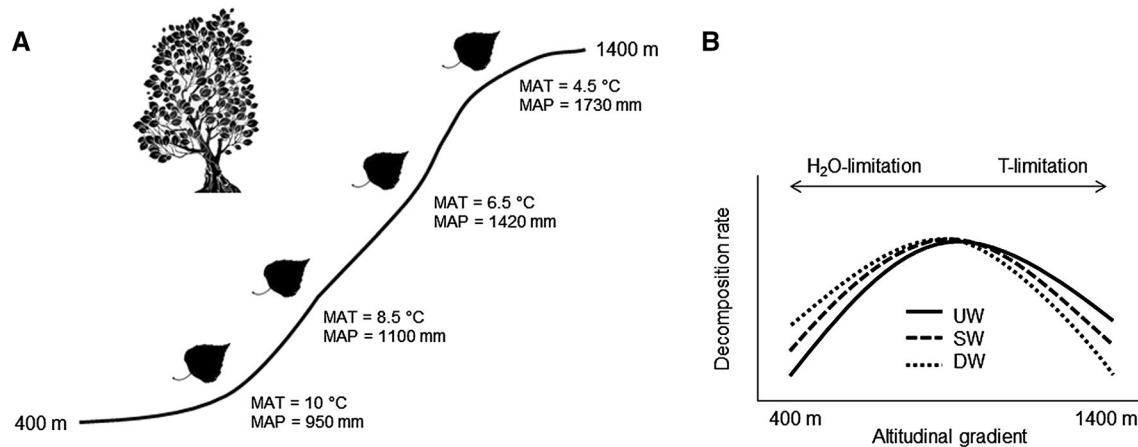 A
1400 m
MAT = 4.5 °C
MAP = 1730 mm
MAT = 6.5 °C
MAP = 1420 mm
MAT = 8.5 °C
MAP = 1100 mm
MAT = 10 °C
MAP = 950 mm
400 m
B
H₂O-limitation T-limitation
Decomposition rate
UW
SW
DW
400 m 1400 m
Altitudinal gradient